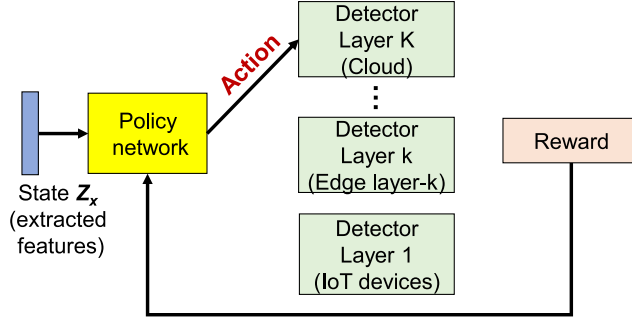 Detector
Layer K
(Cloud)
Action
Policy
network
Detector
Layer k
(Edge layer-k)
Reward
State Zₓ
(extracted
features)
Detector
Layer 1
(IoT devices)